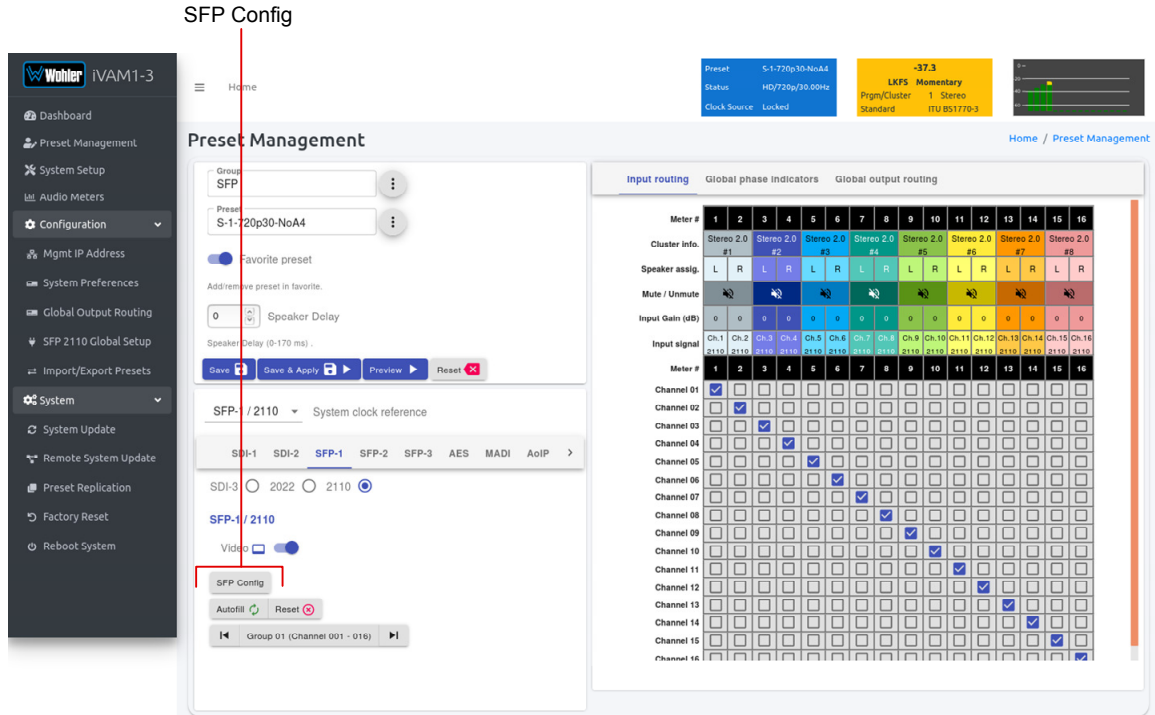 SFP Config
Wohler iVAM1-3
Dashboard
Preset Management
System Setup
Audio Meters
Configuration
Mgmt IP Address
System Preferences
Global Output Routing
SFP 2110 Global Setup
Import/Export Presets
System
System Update
Remote System Update
Preset Replication
Factory Reset
Reboot System
Home
Preset S-1-720p30-NoA4
Status HD/720p/30.00Hz
Clock Source Locked
-37.3
LKFS Momentary
Prgm/Cluster 1 Stereo
Standard ITU BS1770-3
Preset Management
Home / Preset Management
Group
SFP
Preset
S-1-720p30-NoA4
Favorite preset
Add/remove preset in favorite.
0 Speaker Delay
Speaker Delay (0-170 ms) .
Save Save & Apply Preview Reset
SFP-1 / 2110 System clock reference
SDI-1 SDI-2 SFP-1 SFP-2 SFP-3 AES MADI AoIP
SDI-3 2022 2110
SFP-1 / 2110
Video
SFP Config
Autofill Reset
Group 01 (Channel 001 - 016)
Input routing Global phase indicators Global output routing
Meter # 1 2 3 4 5 6 7 8 9 10 11 12 13 14 15 16
Cluster info. Stereo 2.0 Stereo 2.0 Stereo 2.0 Stereo 2.0 Stereo 2.0 Stereo 2.0 Stereo 2.0 Stereo 2.0
#1 #2 #3 #4 #5 #6 #7 #8
Speaker assig. L R L R L R L R L R L R L R L R
Mute / Unmute
Input Gain (dB) 0 0 0 0 0 0 0 0 0 0 0 0 0 0 0 0
Input signal Ch.1 Ch.2 Ch.3 Ch.4 Ch.5 Ch.6 Ch.7 Ch.8 Ch.9 Ch.10 Ch.11 Ch.12 Ch.13 Ch.14 Ch.15 Ch.16
2110 2110 2110 2110 2110 2110 2110 2110 2110 2110 2110 2110 2110 2110 2110 2110
Meter # 1 2 3 4 5 6 7 8 9 10 11 12 13 14 15 16
Channel 01
Channel 02
Channel 03
Channel 04
Channel 05
Channel 06
Channel 07
Channel 08
Channel 09
Channel 10
Channel 11
Channel 12
Channel 13
Channel 14
Channel 15
Channel 16